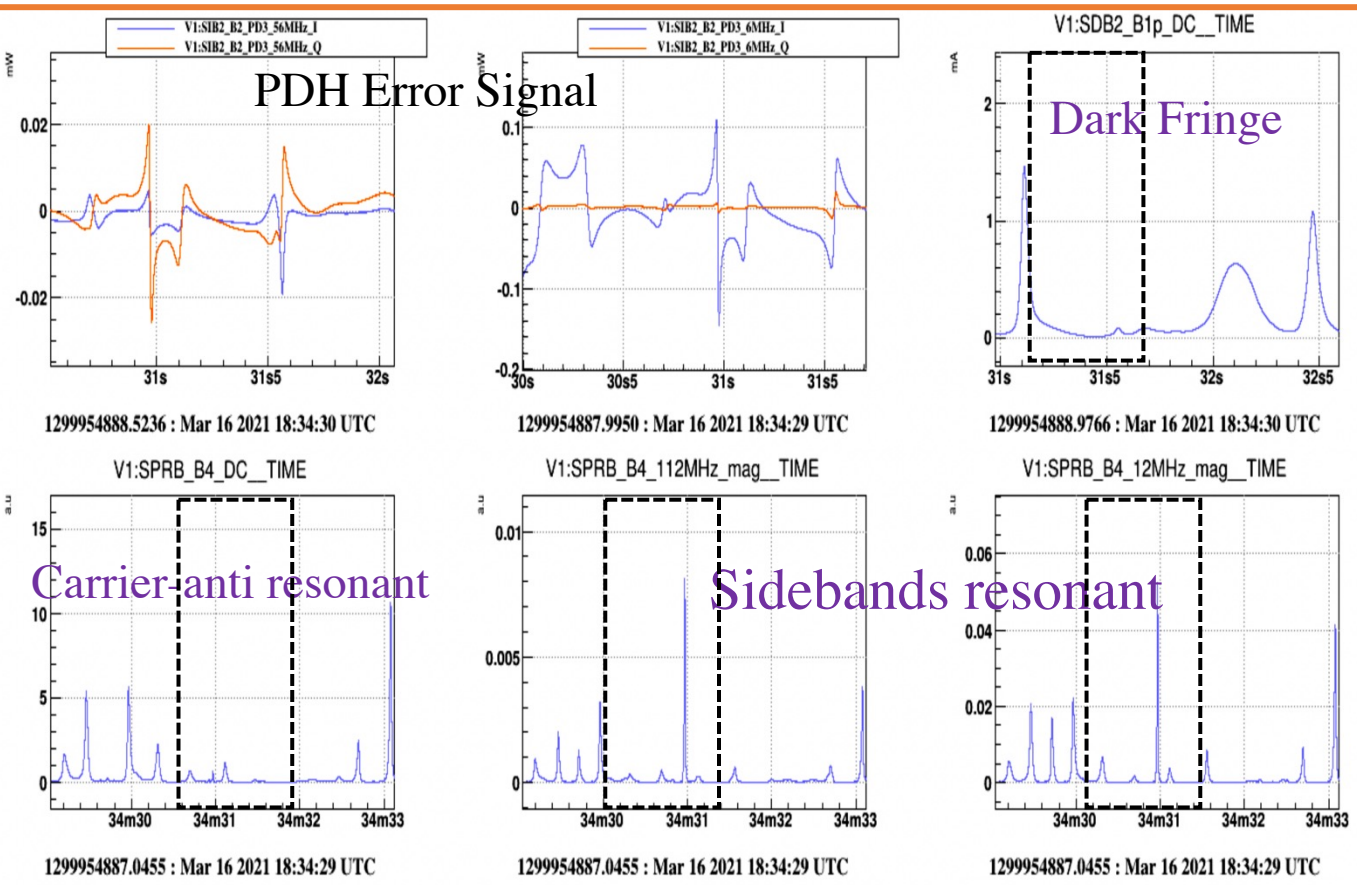 V1:SIB2_B2_PD3_56MHz_I
V1:SIB2_B2_PD3_56MHz_Q
mW
0.02
0
-0.02
31s
31s5
32s
1299954888.5236 : Mar 16 2021 18:34:30 UTC
PDH Error Signal
V1:SIB2_B2_PD3_6MHz_I
V1:SIB2_B2_PD3_6MHz_Q
0.1
0
-0.1
-0.2
30s
30s5
31s
31s5
1299954887.9950 : Mar 16 2021 18:34:29 UTC
V1:SDB2_B1p_DC__TIME
mA
Dark Fringe
2
1
0
31s
31s5
32s
32s5
1299954888.9766 : Mar 16 2021 18:34:30 UTC
V1:SPRB_B4_DC__TIME
a.u
15
10
5
0
Carrier-anti resonant
34m30
34m31
34m32
34m33
1299954887.0455 : Mar 16 2021 18:34:29 UTC
V1:SPRB_B4_112MHz_mag__TIME
a.u
0.01
0.005
0
Sidebands resonant
34m30
34m31
34m32
34m33
1299954887.0455 : Mar 16 2021 18:34:29 UTC
V1:SPRB_B4_12MHz_mag__TIME
a.u
0.06
0.04
0.02
0
34m30
34m31
34m32
34m33
1299954887.0455 : Mar 16 2021 18:34:29 UTC